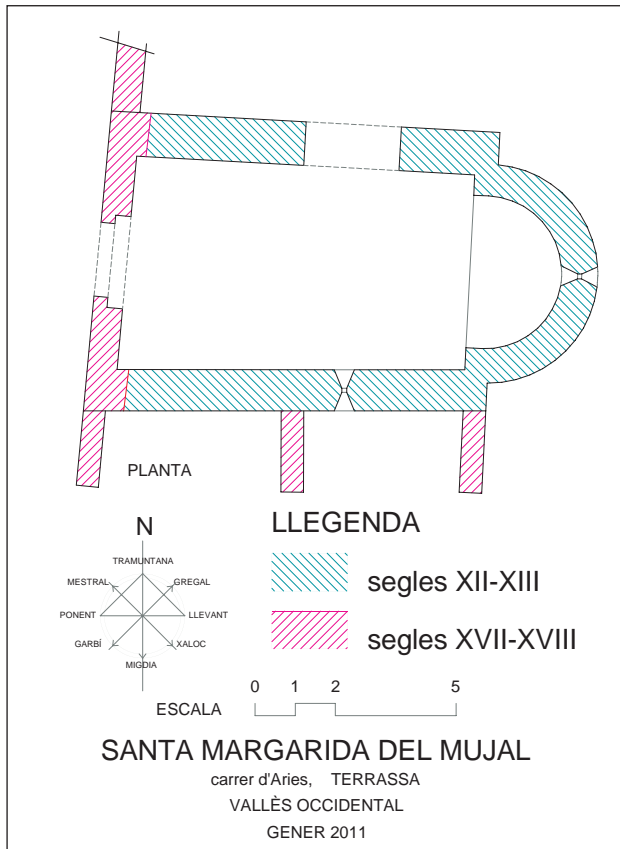 PLANTA
N
TRAMUNTANA
MESTRAL
GREGAL
PONENT
LLEVANT
GARBÍ
XALOC
MIGDIA
LLEGENDA
segles XII-XIII
segles XVII-XVIII
ESCALA
0 1 2 5
SANTA MARGARIDA DEL MUJAL
carrer d'Aries, TERRASSA
VALLÈS OCCIDENTAL
GENER 2011